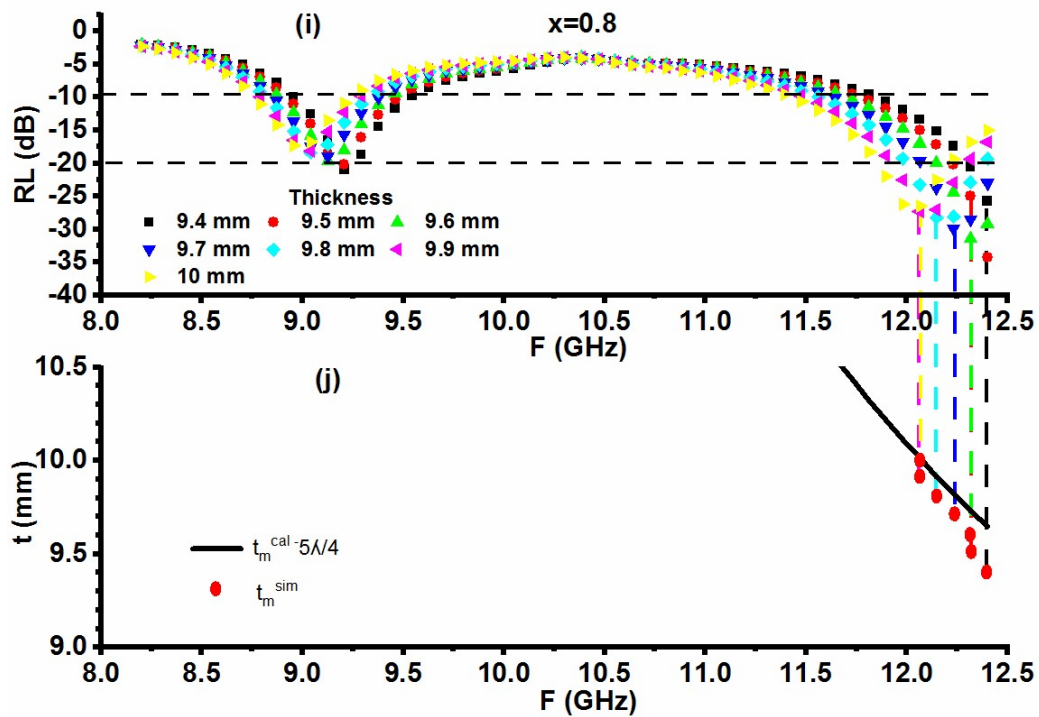 (i) x=0.8
0
-5
-10
-15
-20
-25
-30
-35
-40
RL (dB)
Thickness
9.4 mm 9.5 mm 9.6 mm
9.7 mm 9.8 mm 9.9 mm
10 mm
8.0 8.5 9.0 9.5 10.0 10.5 11.0 11.5 12.0 12.5
F (GHz)
(j)
10.5
10.0
9.5
9.0
t (mm)
tₘᶜᵃˡ -5λ/4
tₘˢⁱᵐ
8.0 8.5 9.0 9.5 10.0 10.5 11.0 11.5 12.0 12.5
F (GHz)